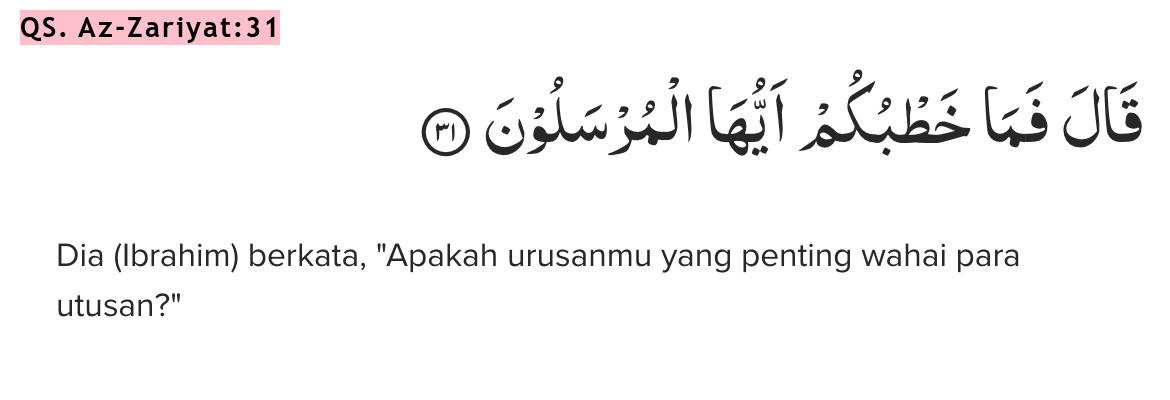 QS. Az-Zariyat:31
قَالَ فَمَا خَطْبُكُمْ اَيُّهَا الْمُرْسَلُوْنَ ٣١
Dia (Ibrahim) berkata, "Apakah urusanmu yang penting wahai para
utusan?"